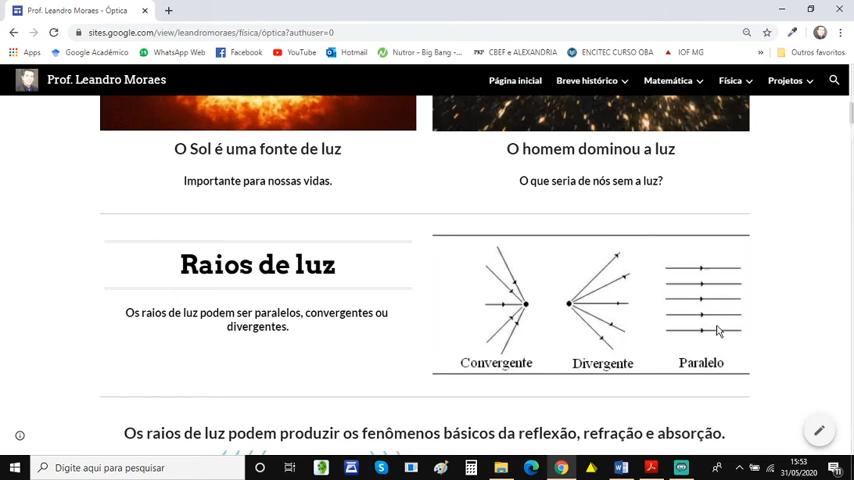 Prof. Leandro Moraes - Óptica
sites.google.com/view/leandromoraes/física/óptica?authuser=0
Apps Google Acadêmico WhatsApp Web Facebook YouTube Hotmail Nutror - Big Bang -... CBEF e ALEXANDRIA ENCITEC CURSO OBA IOF MG » Outros favoritos
Prof. Leandro Moraes Página inicial Breve histórico Matemática Física Projetos
O Sol é uma fonte de luz O homem dominou a luz
Importante para nossas vidas. O que seria de nós sem a luz?
Raios de luz
Os raios de luz podem ser paralelos, convergentes ou
divergentes.
Convergente Divergente Paralelo
Os raios de luz podem produzir os fenômenos básicos da reflexão, refração e absorção.
Digite aqui para pesquisar
15:53
31/05/2020